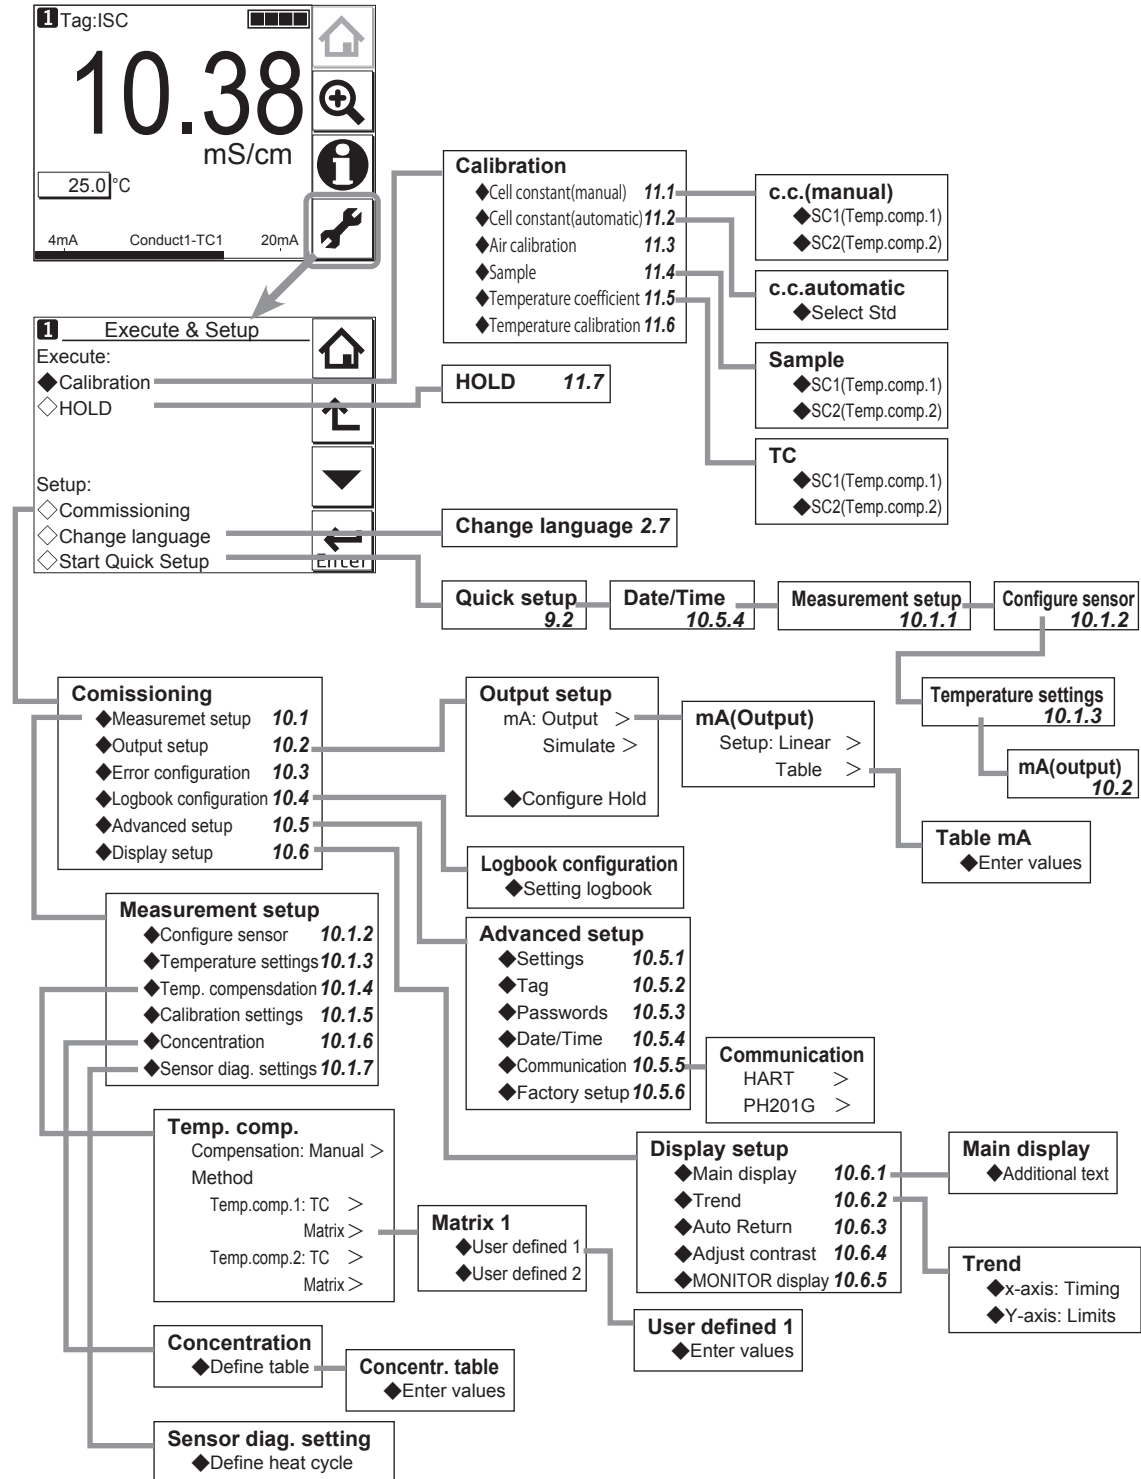 1 Tag:ISC
10.38
mS/cm
25.0 °C
4mA Conduct1-TC1 20mA
1 Execute & Setup
Execute:
◆Calibration
◇HOLD
Setup:
◇Commissioning
◇Change language
◇Start Quick Setup
Enter
Calibration
◆Cell constant(manual) 11.1
◆Cell constant(automatic) 11.2
◆Air calibration 11.3
◆Sample 11.4
◆Temperature coefficient 11.5
◆Temperature calibration 11.6
c.c.(manual)
◆SC1(Temp.comp.1)
◆SC2(Temp.comp.2)
c.c.automatic
◆Select Std
Sample
◆SC1(Temp.comp.1)
◆SC2(Temp.comp.2)
TC
◆SC1(Temp.comp.1)
◆SC2(Temp.comp.2)
HOLD 11.7
Change language 2.7
Quick setup
9.2
Date/Time
10.5.4
Measurement setup
10.1.1
Configure sensor
10.1.2
Temperature settings
10.1.3
mA(output)
10.2
Comissioning
◆Measuremet setup 10.1
◆Output setup 10.2
◆Error configuration 10.3
◆Logbook configuration 10.4
◆Advanced setup 10.5
◆Display setup 10.6
Output setup
mA: Output >
Simulate >
◆Configure Hold
mA(Output)
Setup: Linear >
Table >
Table mA
◆Enter values
Logbook configuration
◆Setting logbook
Measurement setup
◆Configure sensor 10.1.2
◆Temperature settings 10.1.3
◆Temp. compensdation 10.1.4
◆Calibration settings 10.1.5
◆Concentration 10.1.6
◆Sensor diag. settings 10.1.7
Advanced setup
◆Settings 10.5.1
◆Tag 10.5.2
◆Passwords 10.5.3
◆Date/Time 10.5.4
◆Communication 10.5.5
◆Factory setup 10.5.6
Communication
HART >
PH201G >
Temp. comp.
Compensation: Manual >
Method
Temp.comp.1: TC >
Matrix >
Temp.comp.2: TC >
Matrix >
Matrix 1
◆User defined 1
◆User defined 2
User defined 1
◆Enter values
Display setup
◆Main display 10.6.1
◆Trend 10.6.2
◆Auto Return 10.6.3
◆Adjust contrast 10.6.4
◆MONITOR display 10.6.5
Main display
◆Additional text
Trend
◆x-axis: Timing
◆Y-axis: Limits
Concentration
◆Define table
Concentr. table
◆Enter values
Sensor diag. setting
◆Define heat cycle